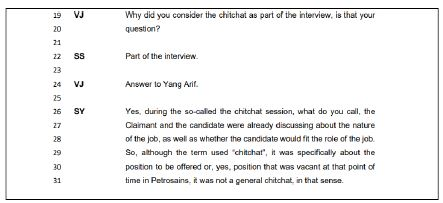 19 VJ Why did you consider the chitchat as part of the interview, is that your
20 question?
21
22 SS Part of the interview.
23
24 VJ Answer to Yang Arif.
25
26 SY Yes, during the so-called the chitchat session, what do you call, the
27 Claimant and the candidate were already discussing about the nature
28 of the job, as well as whether the candidate would fit the role of the job.
29 So, although the term used "chitchat", it was specifically about the
30 position to be offered or, yes, position that was vacant at that point of
31 time in Petrosains, it was not a general chitchat, in that sense.